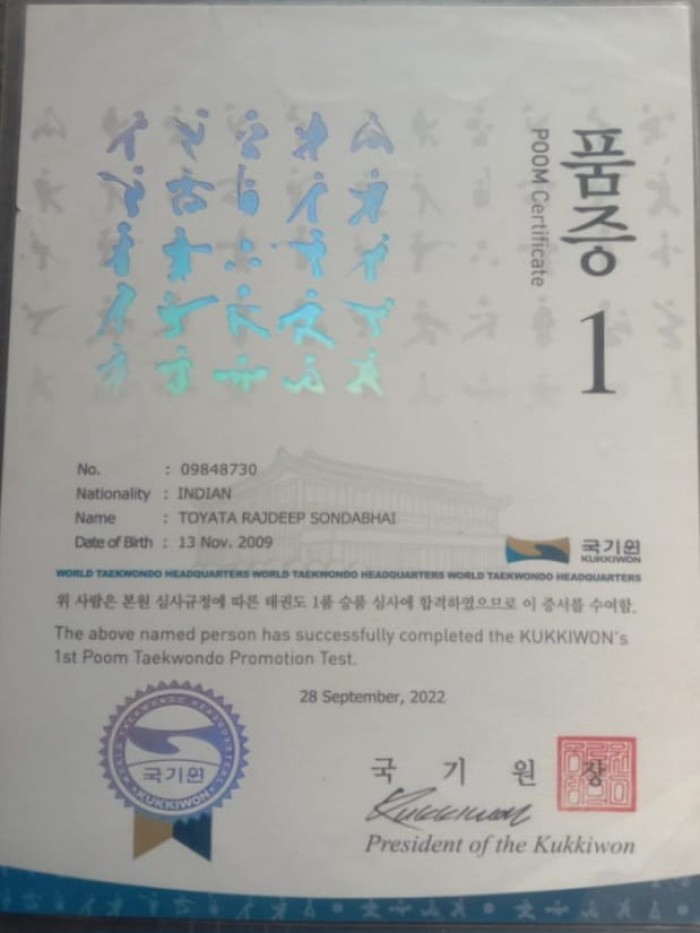 품증
POOM Certificate
1
No. : 09848730
Nationality : INDIAN
Name : TOYATA RAJDEEP SONDABHAI
Date of Birth : 13 Nov. 2009
국기원
KUKKIWON
WORLD TAEKWONDO HEADQUARTERS WORLD TAEKWONDO HEADQUARTERS WORLD TAEKWONDO HEADQUARTERS
위 사람은 본원 심사규정에 따른 태권도 1품 승품 심사에 합격하였으므로 이 증서를 수여함.
The above named person has successfully completed the KUKKIWON's
1st Poom Taekwondo Promotion Test.
28 September, 2022
WORLD TAEKWONDO HEADQUARTERS
국기원
KUKKIWON
국 기 원 장
Kukkiwon
President of the Kukkiwon